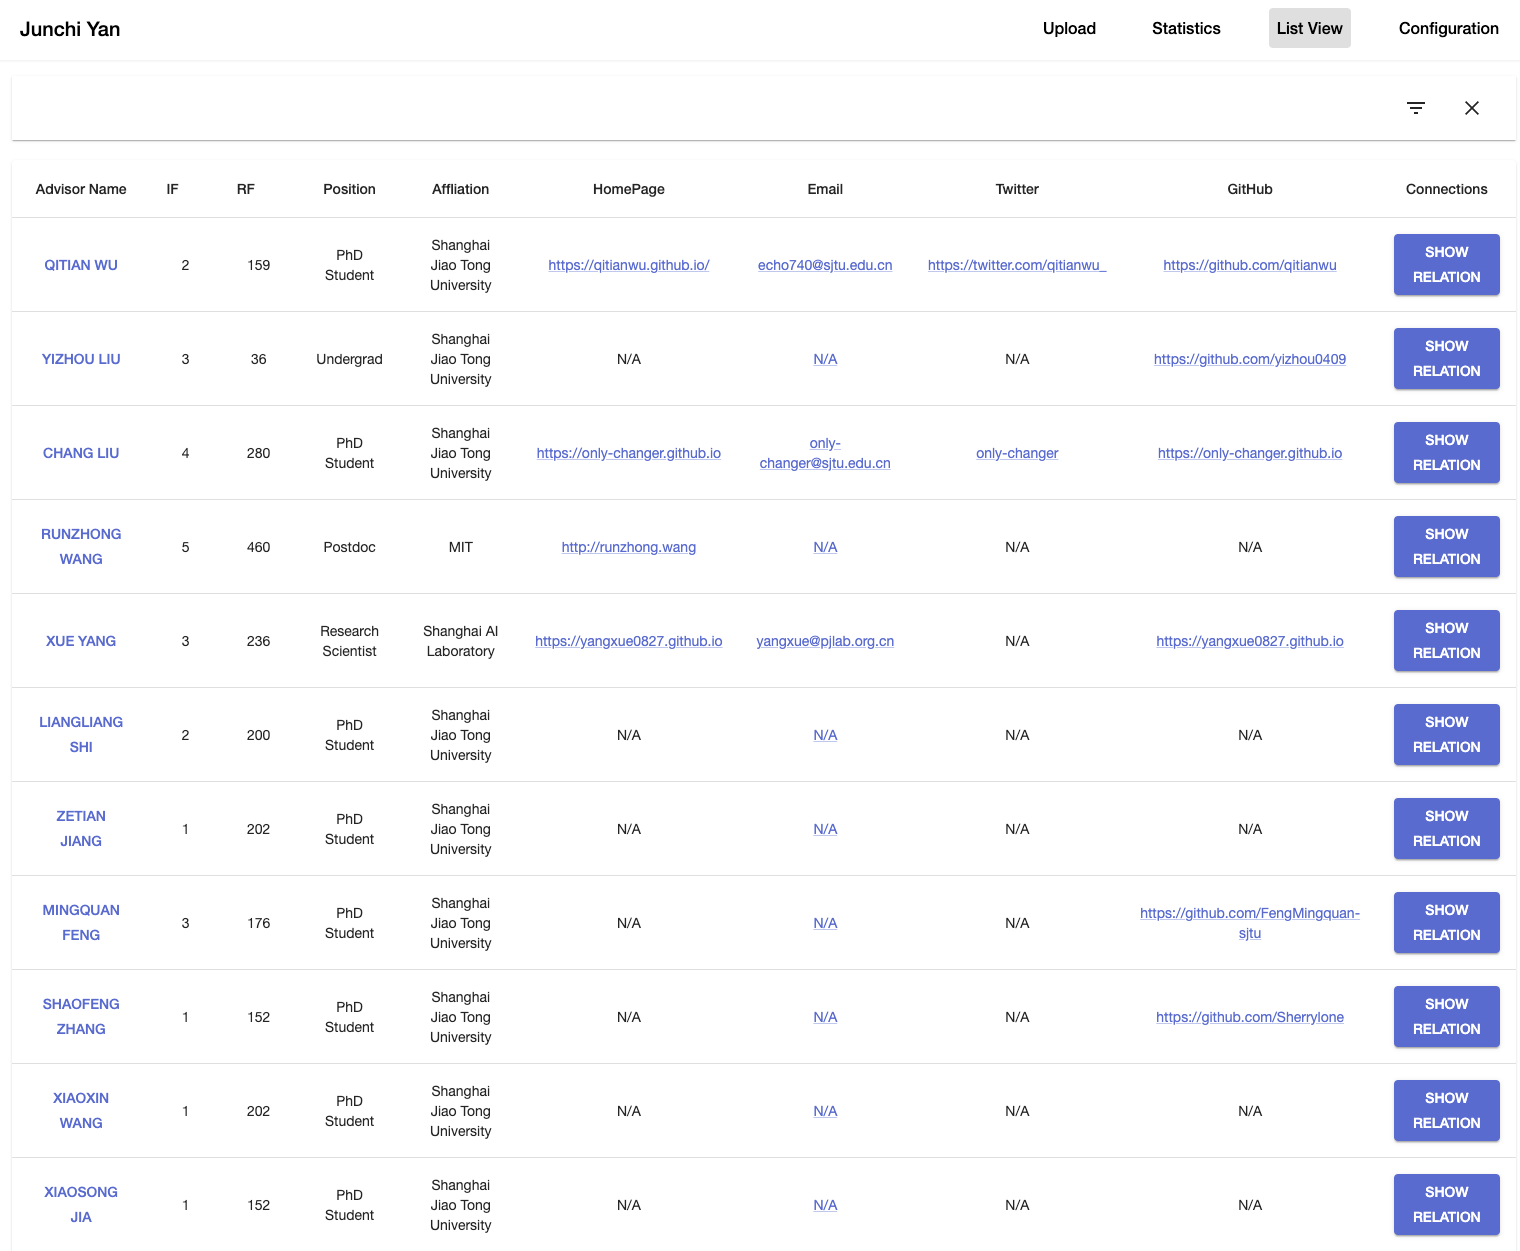 Junchi Yan
Upload Statistics List View Configuration
Advisor Name IF RF Position Affliation HomePage Email Twitter GitHub Connections
QITIAN WU 2 159 PhD Student Shanghai Jiao Tong University https://qitianwu.github.io/ echo740@sjtu.edu.cn https://twitter.com/qitianwu_ https://github.com/qitianwu SHOW RELATION
YIZHOU LIU 3 36 Undergrad Shanghai Jiao Tong University N/A N/A N/A https://github.com/yizhou0409 SHOW RELATION
CHANG LIU 4 280 PhD Student Shanghai Jiao Tong University https://only-changer.github.io only-changer@sjtu.edu.cn only-changer https://only-changer.github.io SHOW RELATION
RUNZHONG WANG 5 460 Postdoc MIT http://runzhong.wang N/A N/A N/A SHOW RELATION
XUE YANG 3 236 Research Scientist Shanghai AI Laboratory https://yangxue0827.github.io yangxue@pjlab.org.cn N/A https://yangxue0827.github.io SHOW RELATION
LIANGLIANG SHI 2 200 PhD Student Shanghai Jiao Tong University N/A N/A N/A N/A SHOW RELATION
ZETIAN JIANG 1 202 PhD Student Shanghai Jiao Tong University N/A N/A N/A N/A SHOW RELATION
MINGQUAN FENG 3 176 PhD Student Shanghai Jiao Tong University N/A N/A N/A https://github.com/FengMingquan-sjtu SHOW RELATION
SHAOFENG ZHANG 1 152 PhD Student Shanghai Jiao Tong University N/A N/A N/A https://github.com/Sherrylone SHOW RELATION
XIAOXIN WANG 1 202 PhD Student Shanghai Jiao Tong University N/A N/A N/A N/A SHOW RELATION
XIAOSONG JIA 1 152 PhD Student Shanghai Jiao Tong University N/A N/A N/A N/A SHOW RELATION